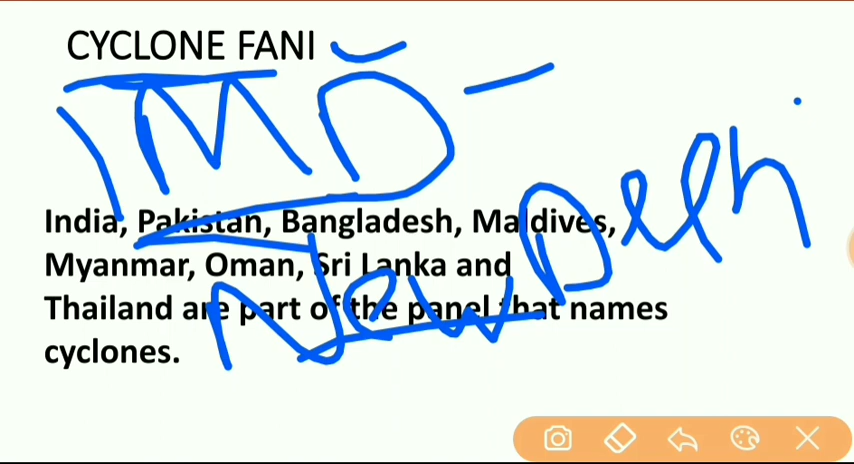 CYCLONE FANI
IMD -
India, Pakistan, Bangladesh, Maldives,
Myanmar, Oman, Sri Lanka and
Thailand are part of the panel that names
cyclones.
New Delhi